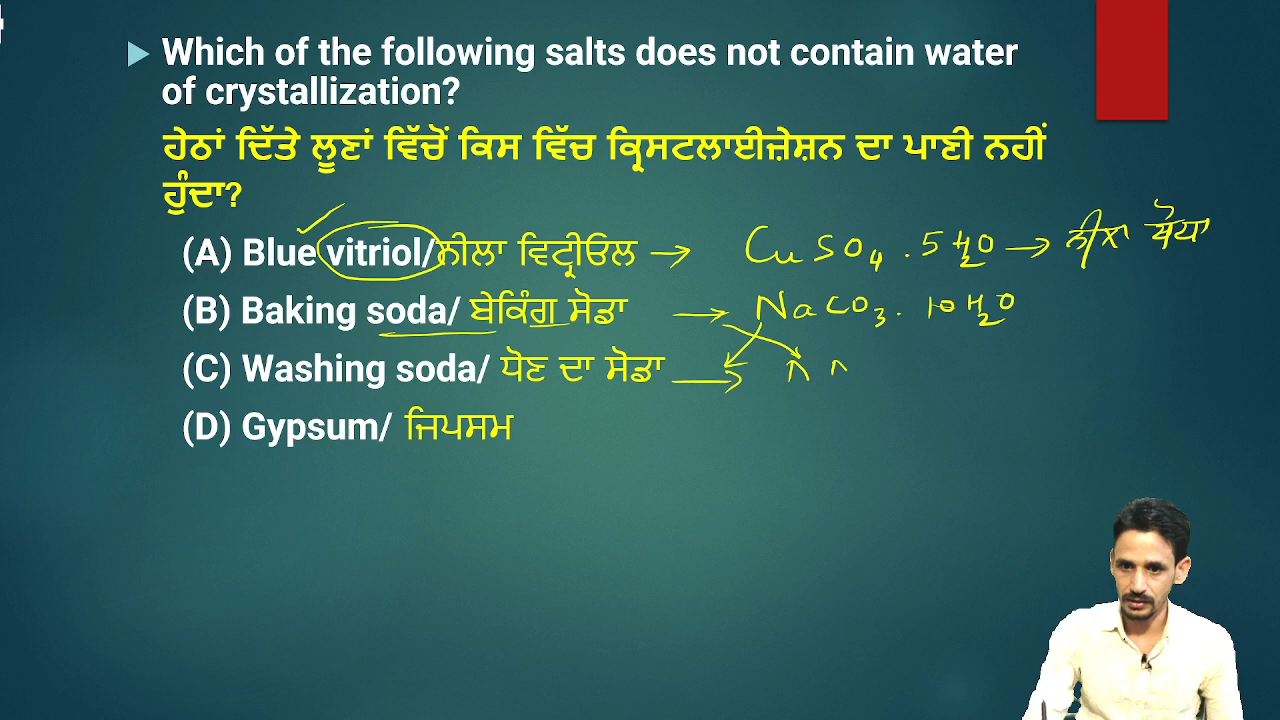 Which of the following salts does not contain water
of crystallization?
ਹੇਠਾਂ ਦਿੱਤੇ ਲੂਣਾਂ ਵਿੱਚੋਂ ਕਿਸ ਵਿੱਚ ਕ੍ਰਿਸਟਲਾਈਜ਼ੇਸ਼ਨ ਦਾ ਪਾਣੀ ਨਹੀਂ
ਹੁੰਦਾ?
(A) Blue vitriol/ਨੀਲਾ ਵਿਟ੍ਰੀਓਲ → CuSO₄ . 5H₂O → ਨੀਲਾ ਥੋਥਾ
(B) Baking soda/ ਬੇਕਿੰਗ ਸੋਡਾ → NaCO₃ . 10H₂O
(C) Washing soda/ ਧੋਣ ਦਾ ਸੋਡਾ →
(D) Gypsum/ ਜਿਪਸਮ